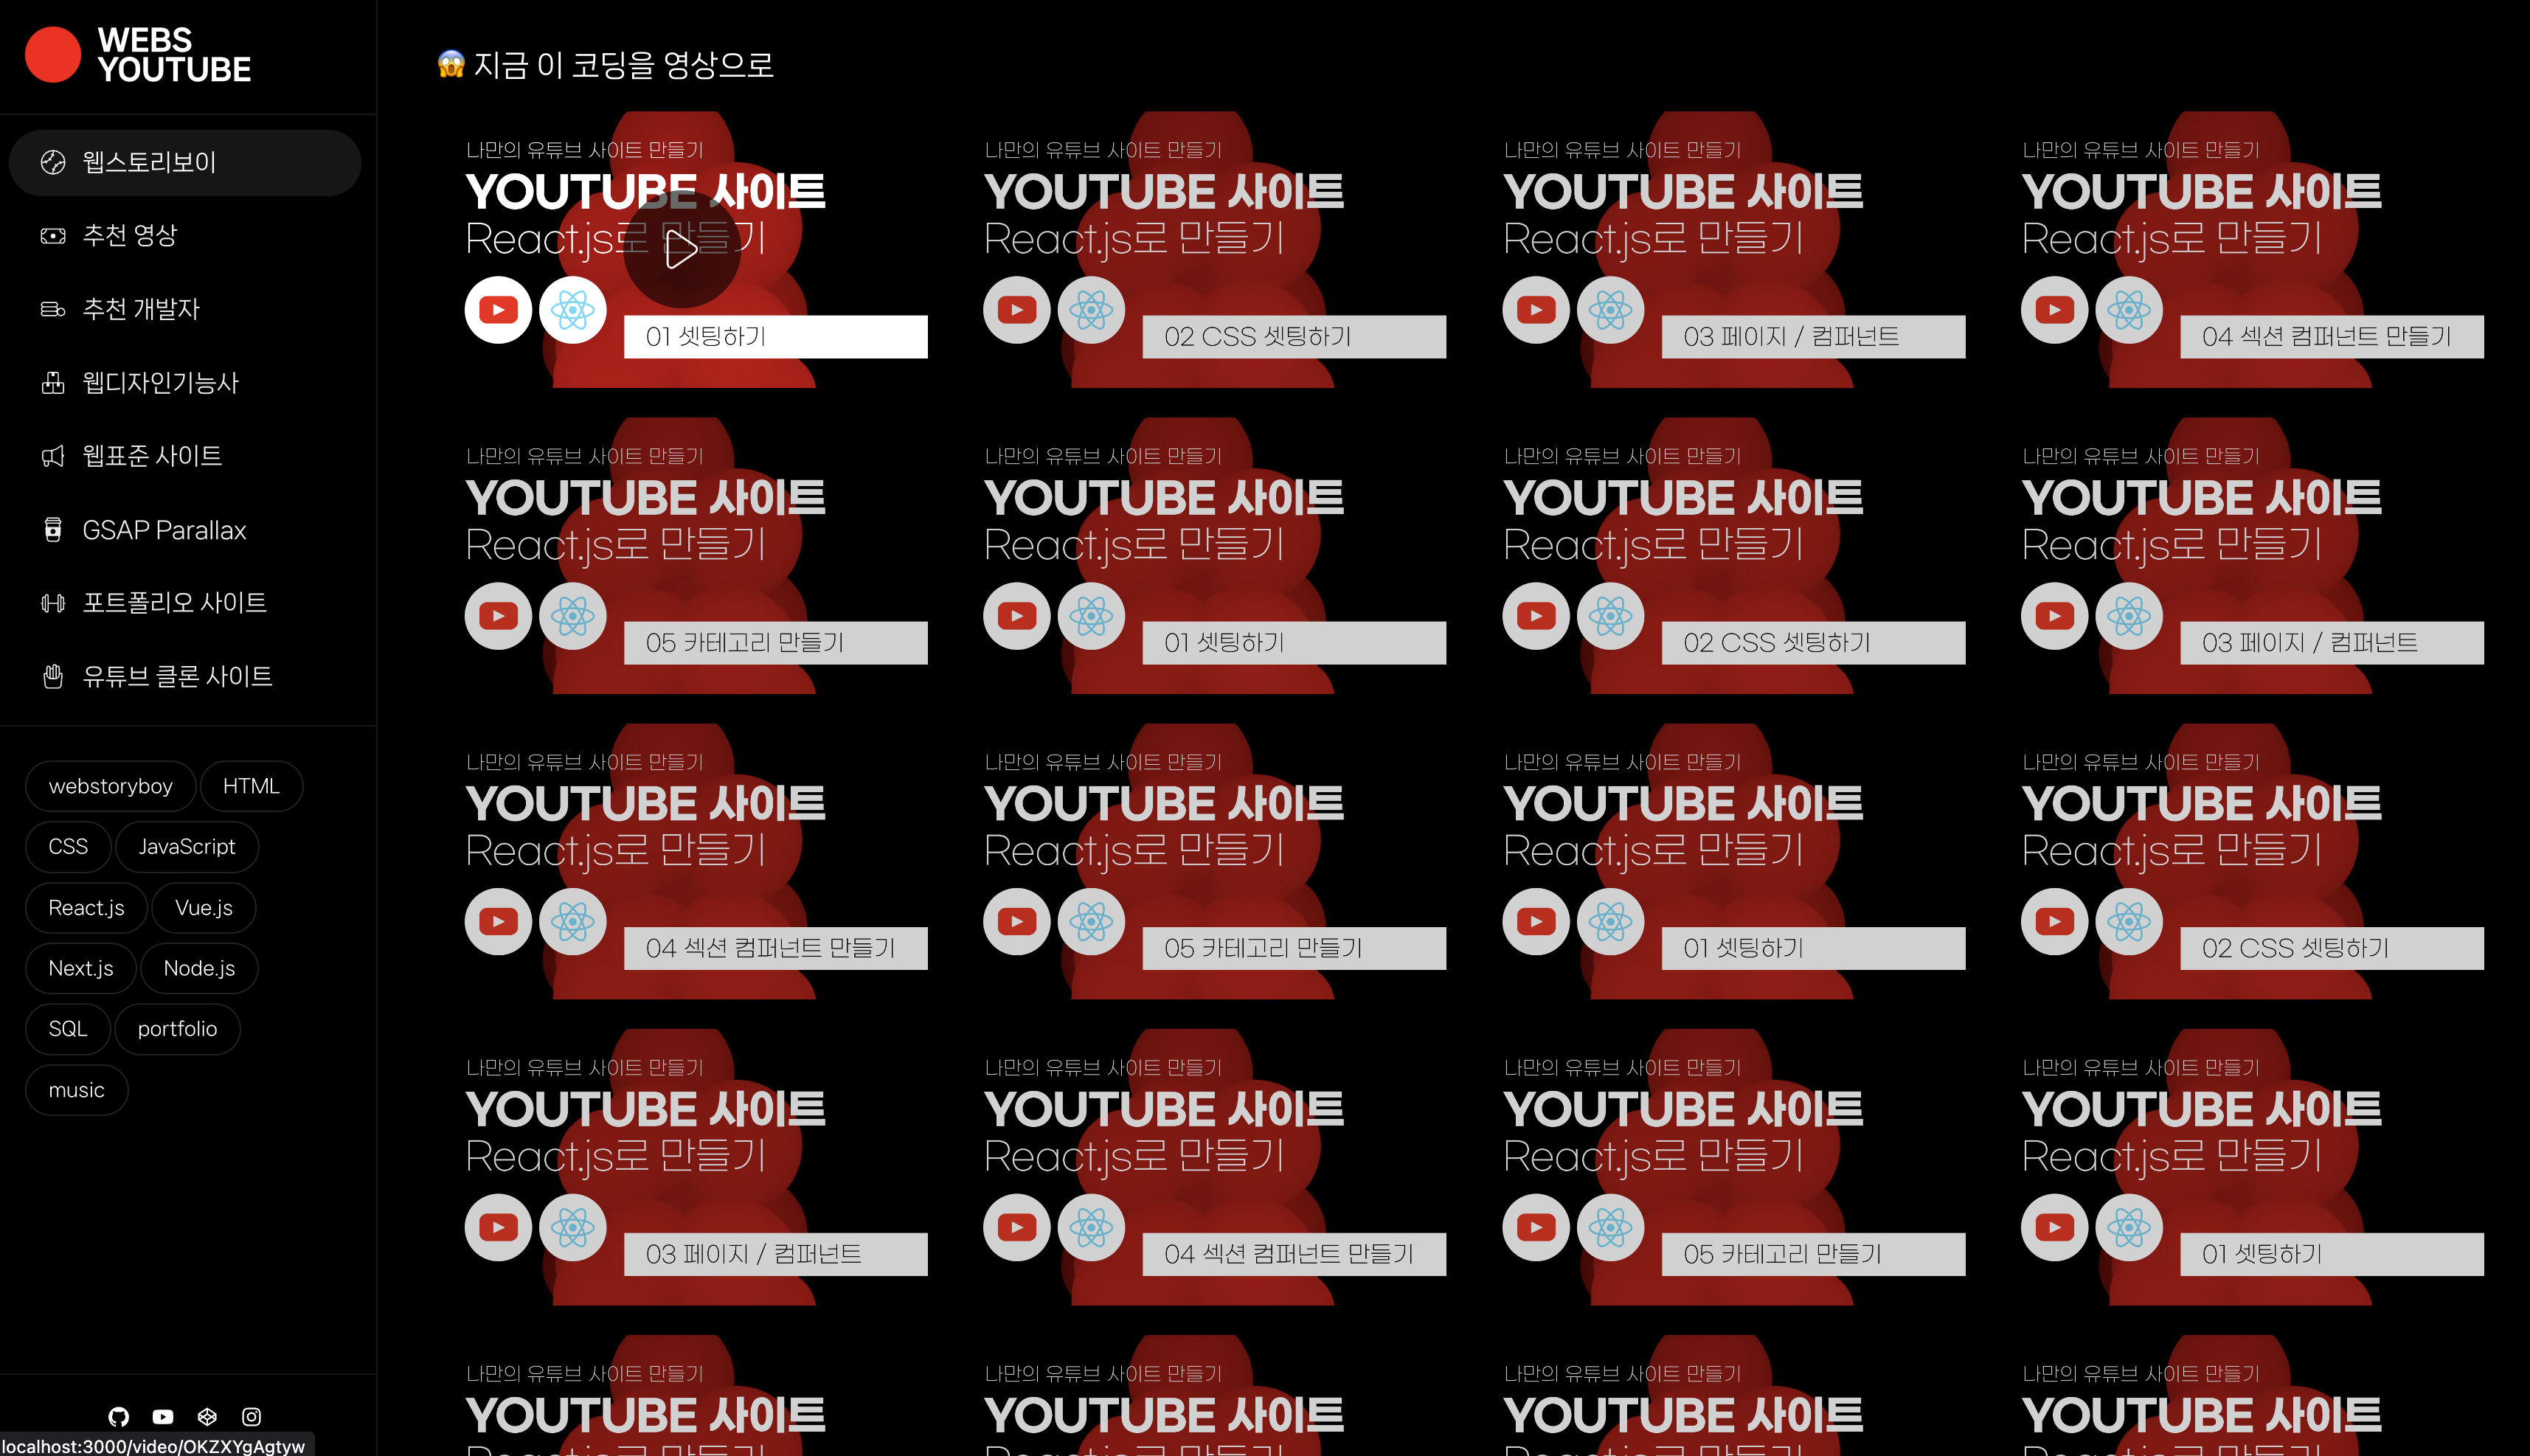 WEBS
YOUTUBE
웹스토리보이
추천 영상
추천 개발자
웹디자인기능사
웹표준 사이트
GSAP Parallax
포트폴리오 사이트
유튜브 클론 사이트
webstoryboy HTML
CSS JavaScript
React.js Vue.js
Next.js Node.js
SQL portfolio
music
localhost:3000/video/OKZXYgAgtyw
😱 지금 이 코딩을 영상으로
나만의 유튜브 사이트 만들기
YOUTUBE 사이트
React.js로 만들기
01 셋팅하기
나만의 유튜브 사이트 만들기
YOUTUBE 사이트
React.js로 만들기
02 CSS 셋팅하기
나만의 유튜브 사이트 만들기
YOUTUBE 사이트
React.js로 만들기
03 페이지 / 컴퍼넌트
나만의 유튜브 사이트 만들기
YOUTUBE 사이트
React.js로 만들기
04 섹션 컴퍼넌트 만들기
나만의 유튜브 사이트 만들기
YOUTUBE 사이트
React.js로 만들기
05 카테고리 만들기
나만의 유튜브 사이트 만들기
YOUTUBE 사이트
React.js로 만들기
01 셋팅하기
나만의 유튜브 사이트 만들기
YOUTUBE 사이트
React.js로 만들기
02 CSS 셋팅하기
나만의 유튜브 사이트 만들기
YOUTUBE 사이트
React.js로 만들기
03 페이지 / 컴퍼넌트
나만의 유튜브 사이트 만들기
YOUTUBE 사이트
React.js로 만들기
04 섹션 컴퍼넌트 만들기
나만의 유튜브 사이트 만들기
YOUTUBE 사이트
React.js로 만들기
05 카테고리 만들기
나만의 유튜브 사이트 만들기
YOUTUBE 사이트
React.js로 만들기
01 셋팅하기
나만의 유튜브 사이트 만들기
YOUTUBE 사이트
React.js로 만들기
02 CSS 셋팅하기
나만의 유튜브 사이트 만들기
YOUTUBE 사이트
React.js로 만들기
03 페이지 / 컴퍼넌트
나만의 유튜브 사이트 만들기
YOUTUBE 사이트
React.js로 만들기
04 섹션 컴퍼넌트 만들기
나만의 유튜브 사이트 만들기
YOUTUBE 사이트
React.js로 만들기
05 카테고리 만들기
나만의 유튜브 사이트 만들기
YOUTUBE 사이트
React.js로 만들기
01 셋팅하기
나만의 유튜브 사이트 만들기
YOUTUBE 사이트
나만의 유튜브 사이트 만들기
YOUTUBE 사이트
나만의 유튜브 사이트 만들기
YOUTUBE 사이트
나만의 유튜브 사이트 만들기
YOUTUBE 사이트